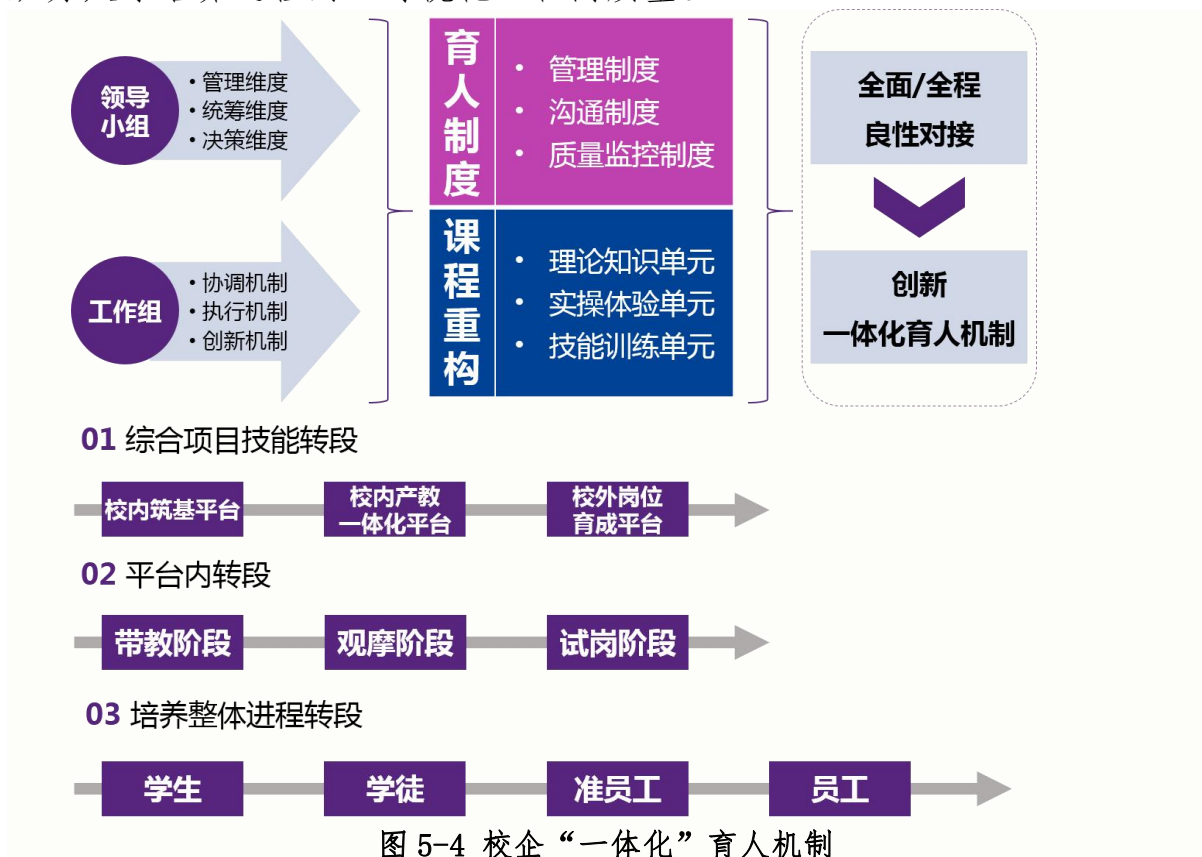 领导
小组
• 管理维度
• 统筹维度
• 决策维度
工作组
• 协调机制
• 执行机制
• 创新机制
育人制度
• 管理制度
• 沟通制度
• 质量监控制度
课程重构
• 理论知识单元
• 实操体验单元
• 技能训练单元
全面/全程
良性对接
创新
一体化育人机制
01 综合项目技能转段
校内筑基平台
校内产教
一体化平台
校外岗位
育成平台
02 平台内转段
带教阶段
观摩阶段
试岗阶段
03 培养整体进程转段
学生
学徒
准员工
员工
图 5-4 校企“一体化”育人机制